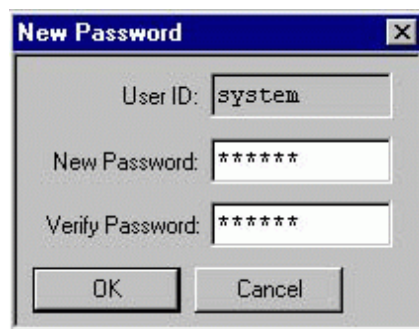 New Password
User ID: system
New Password: ******
Verify Password: ******
OK Cancel